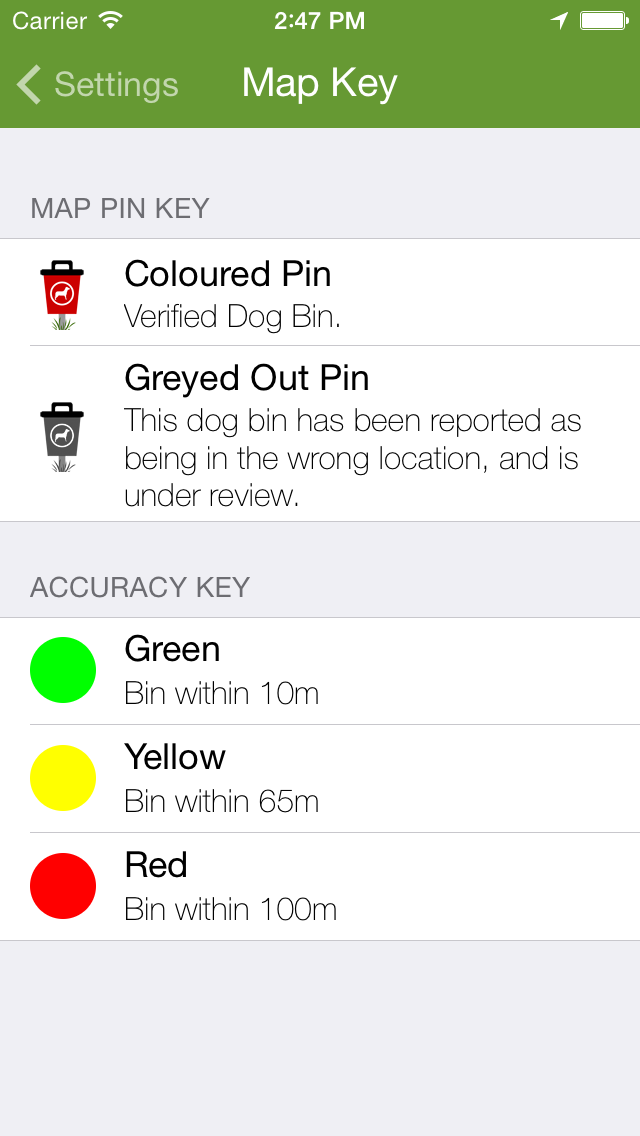 Carrier 2:47 PM
Settings Map Key
MAP PIN KEY
Coloured Pin
Verified Dog Bin.
Greyed Out Pin
This dog bin has been reported as
being in the wrong location, and is
under review.
ACCURACY KEY
Green
Bin within 10m
Yellow
Bin within 65m
Red
Bin within 100m